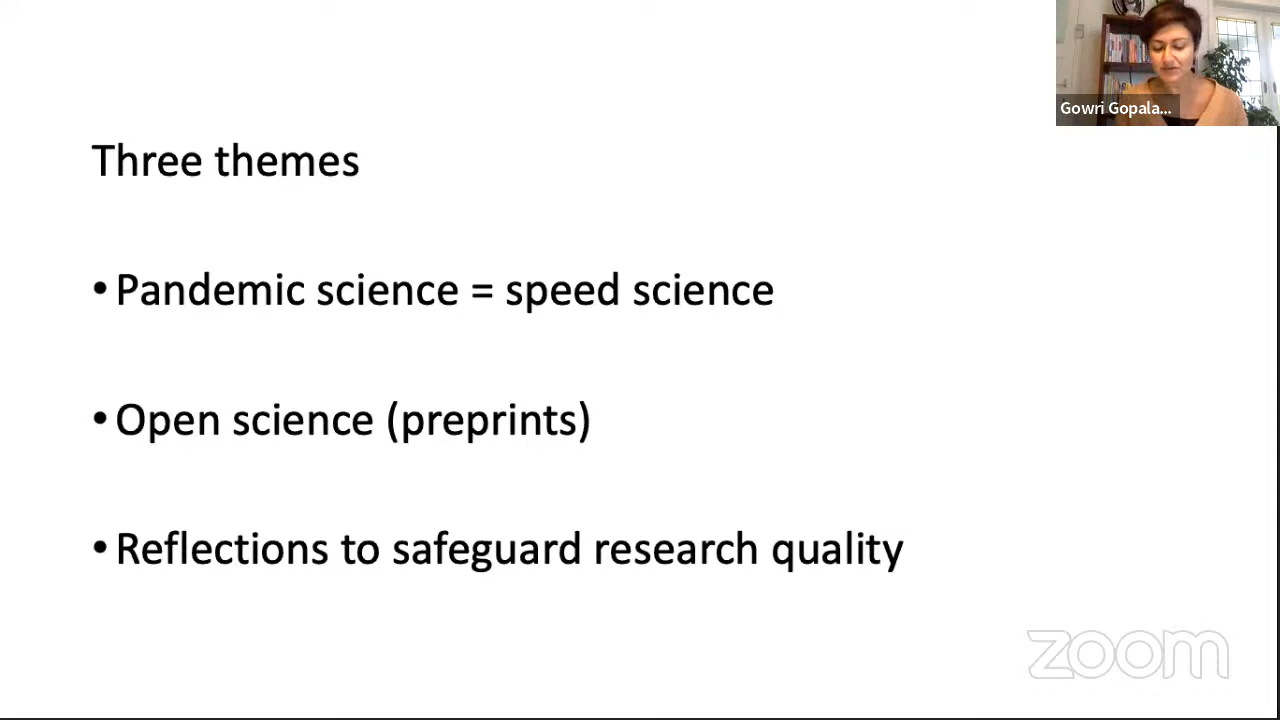 Gowri Gopala...
Three themes
• Pandemic science = speed science
• Open science (preprints)
• Reflections to safeguard research quality
zoom